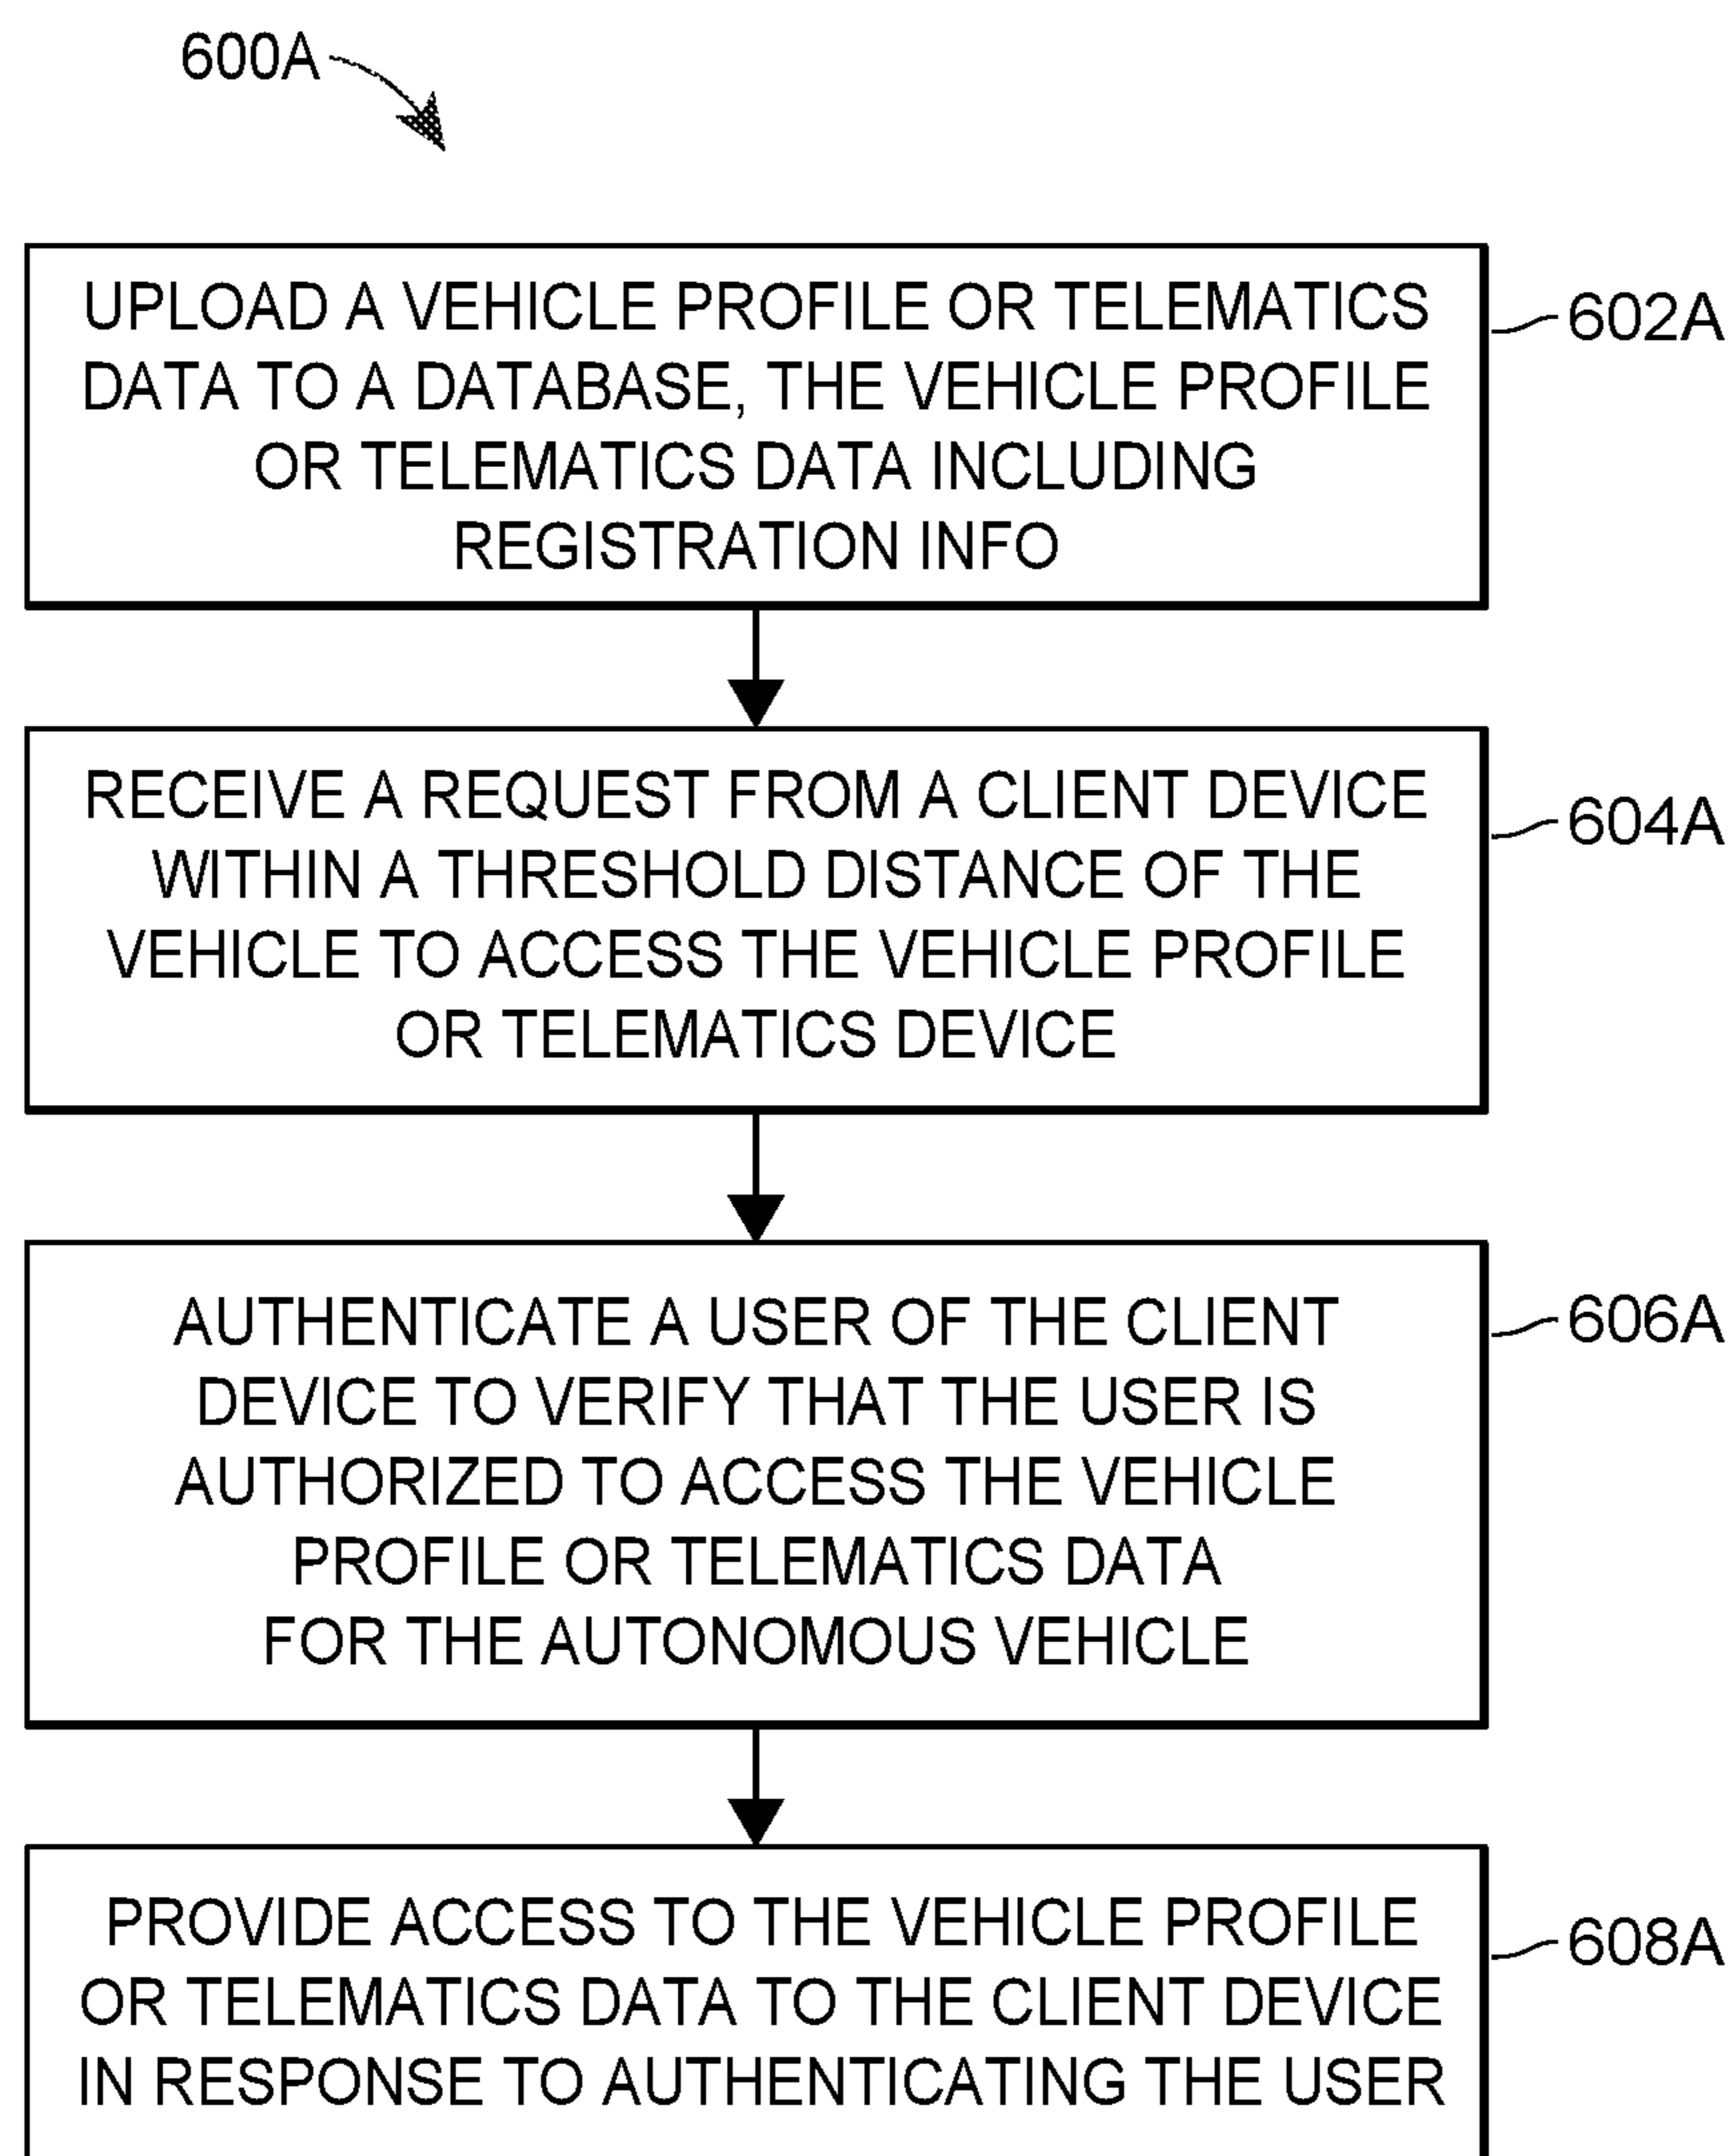 600A
UPLOAD A VEHICLE PROFILE OR TELEMATICS
DATA TO A DATABASE, THE VEHICLE PROFILE
OR TELEMATICS DATA INCLUDING
REGISTRATION INFO
602A
RECEIVE A REQUEST FROM A CLIENT DEVICE
WITHIN A THRESHOLD DISTANCE OF THE
VEHICLE TO ACCESS THE VEHICLE PROFILE
OR TELEMATICS DEVICE
604A
AUTHENTICATE A USER OF THE CLIENT
DEVICE TO VERIFY THAT THE USER IS
AUTHORIZED TO ACCESS THE VEHICLE
PROFILE OR TELEMATICS DATA
FOR THE AUTONOMOUS VEHICLE
606A
PROVIDE ACCESS TO THE VEHICLE PROFILE
OR TELEMATICS DATA TO THE CLIENT DEVICE
IN RESPONSE TO AUTHENTICATING THE USER
608A